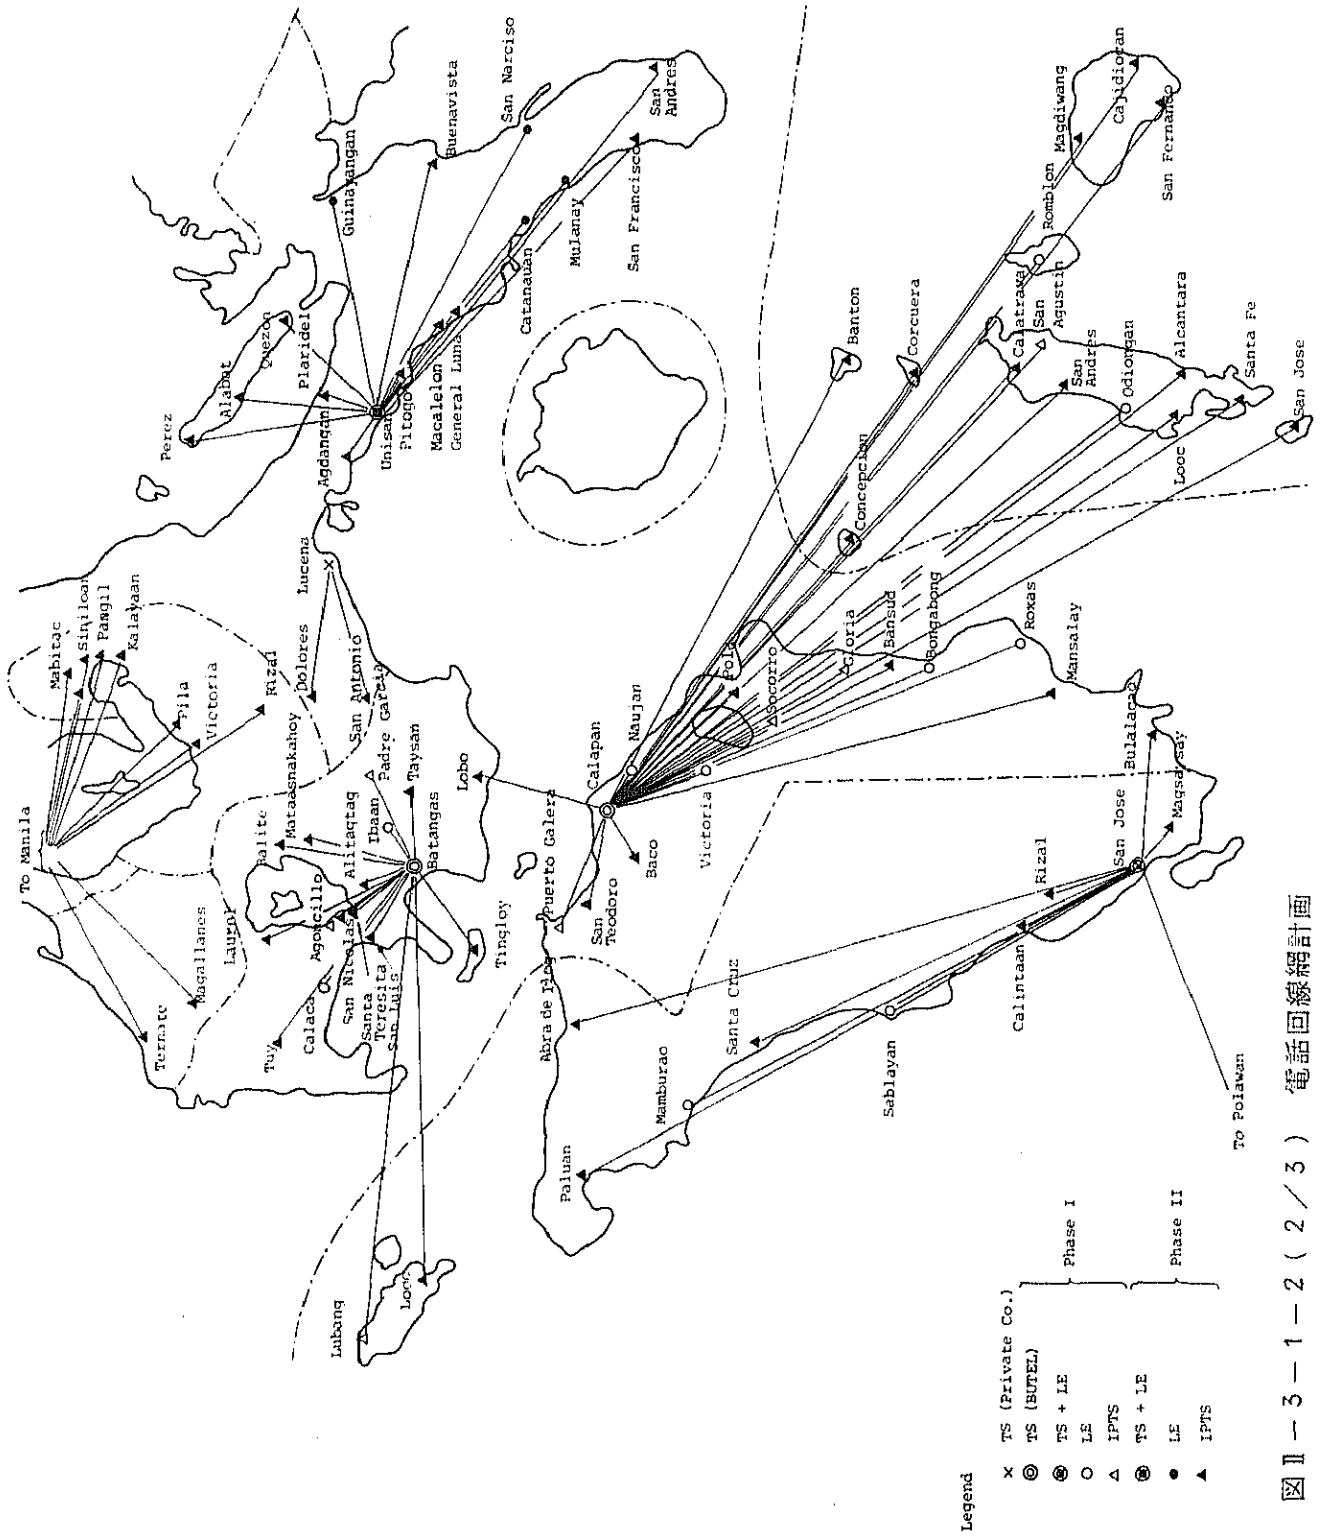 To Manila
Mabitac
Siniloan
Pangil
Kalayaan
Pila
Victoria
Rizal
Ternate
Magallanes
Laurel
Balite
Mataasnakahoy
Alitagtag
Ibaan
Padre Garcia
San Antonio
Dolores
Lucena
Agoncillo
San Nicolas
Santa
Teresita
San Luis
Calaca
Tuy
Batangas
Taysan
Lobo
Tingloy
Lubang
Looc
Perez
Alabat
Quezon
Plaridel
Agdangan
Unisan
Pitogo
Macalelon
General Luna
Catanauan
Mulanay
San Francisco
San
Andres
San Narciso
Buenavista
Guinayangan
Puerto Galera
San
Teodoro
Baco
Calapan
Naujan
Victoria
Pola
Socorro
Gloria
Bansud
Bongabong
Roxas
Mansalay
Bulalacao
Magsaysay
San Jose
Rizal
Calintaan
Sablayan
Santa Cruz
Mamburao
Paluan
Abra de Ilog
To Polawan
Banton
Corcuera
Concepcion
Romblon
Magdiwang
Cajidiocan
San Fernando
Calatrava
San
Agustin
San
Andres
Odiongan
Alcantara
Looc
Santa Fe
San Jose
Legend
× TS (Private Co.)
◎ TS (BUTEL)
TS + LE
○ LE
△ IPTS
Phase I
TS + LE
● LE
▲ IPTS
Phase II
図 Ⅱ－3－1－2（2／3） 電話回線網計画